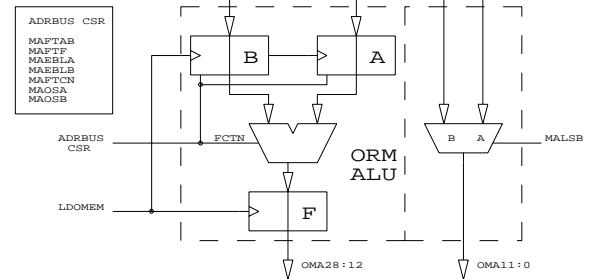 ADRBUS CSR
MAFTAB
MAFTF
MAEBLA
MAEBLB
MAFTCN
MAOSA
MAOSB
B
A
ADRBUS
CSR
FCTN
B A
MALSB
ORM
ALU
LDOMEM
F
OMA28:12
OMA11:0